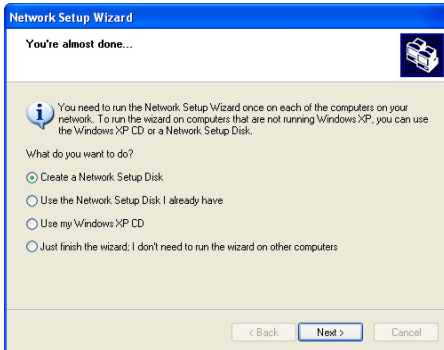 Network Setup Wizard
You're almost done...
You need to run the Network Setup Wizard once on each of the computers on your
network. To run the wizard on computers that are not running Windows XP, you can use
the Windows XP CD or a Network Setup Disk.
What do you want to do?
Create a Network Setup Disk
Use the Network Setup Disk I already have
Use my Windows XP CD
Just finish the wizard; I don't need to run the wizard on other computers
< Back Next > Cancel